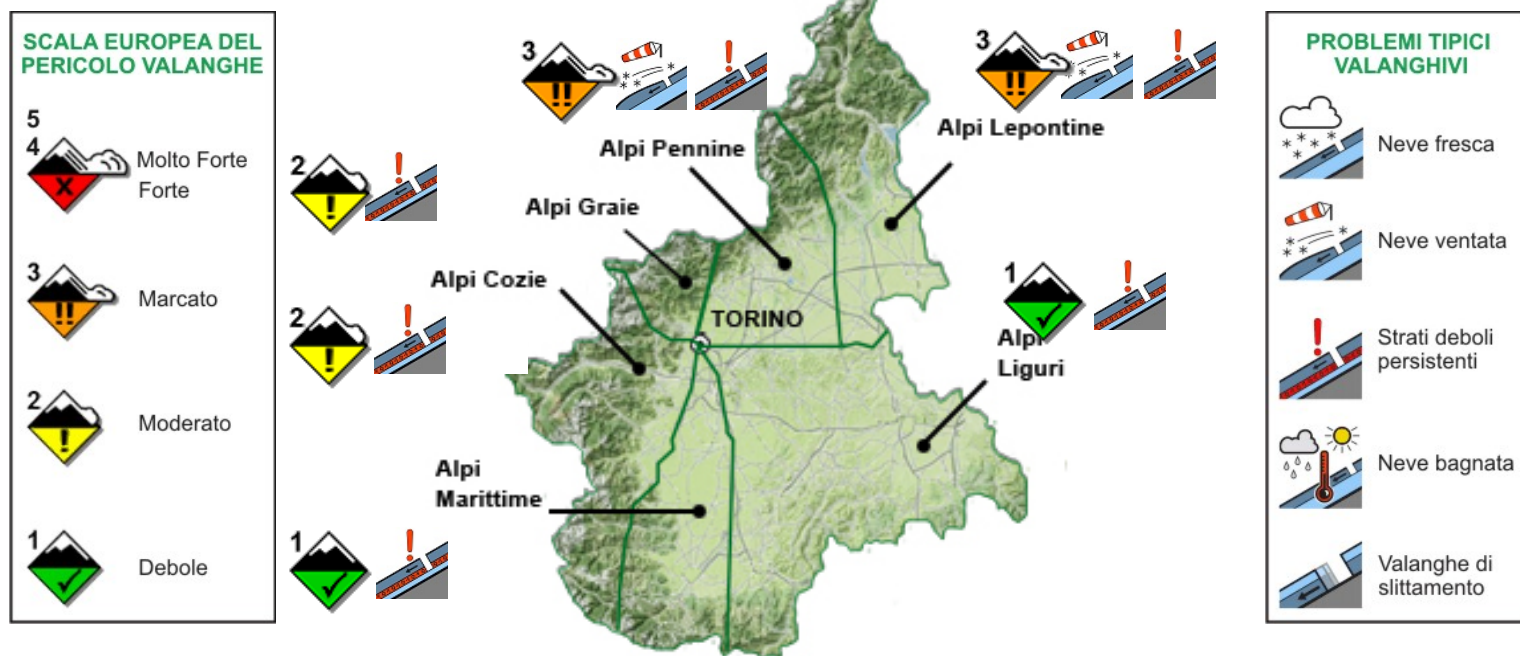 SCALA EUROPEA DEL
PERICOLO VALANGHE
5
4
Molto Forte
Forte
3
Marcato
2
Moderato
1
Debole
3
3
2
2
1
1
Alpi Lepontine
Alpi Pennine
Alpi Graie
Alpi Cozie
TORINO
Alpi
Liguri
Alpi
Marittime
PROBLEMI TIPICI
VALANGHIVI
Neve fresca
Neve ventata
Strati deboli
persistenti
Neve bagnata
Valanghe di
slittamento